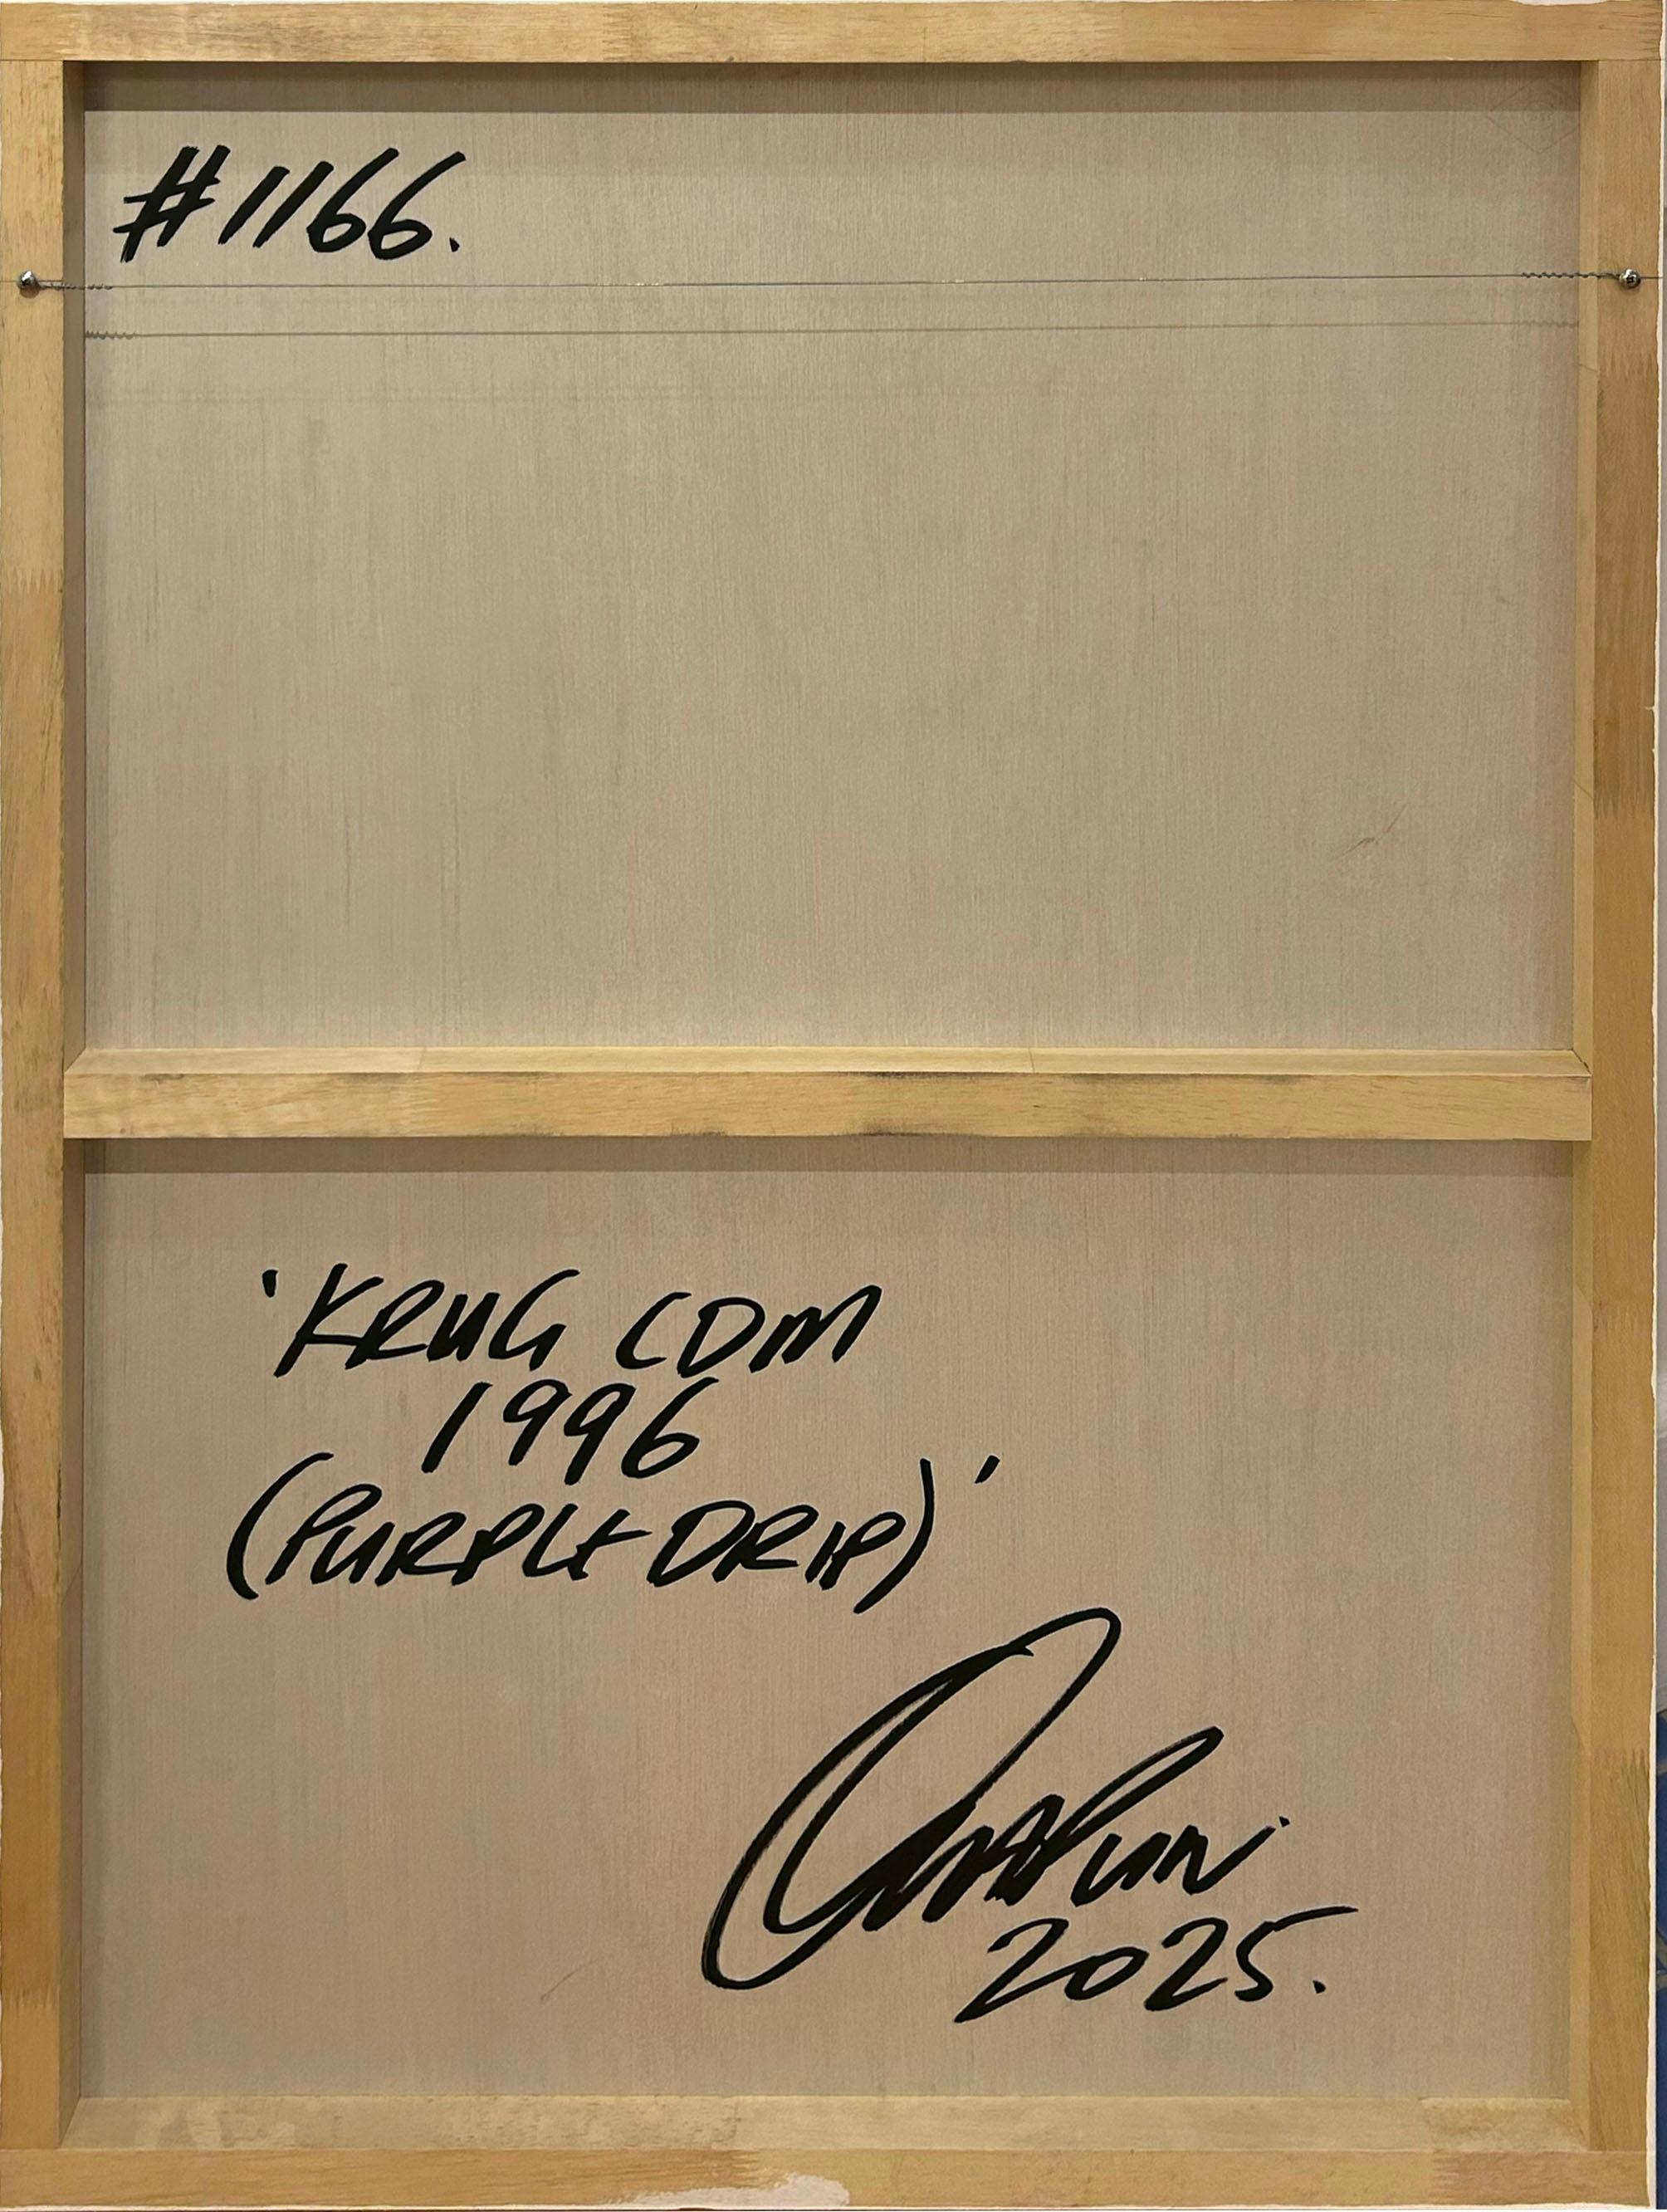 #1166.
'KRUG CDM
1996
(PURPLE DRIP)'
2025.